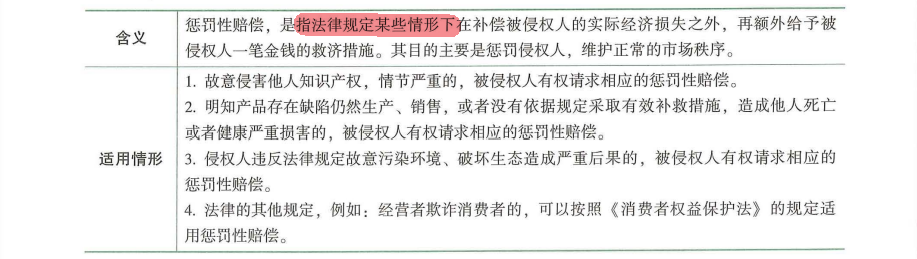 含义
惩罚性赔偿，是指法律规定某些情形下在补偿被侵权人的实际经济损失之外，再额外给予被
侵权人一笔金钱的救济措施。其目的主要是惩罚侵权人，维护正常的市场秩序。
适用情形
1. 故意侵害他人知识产权，情节严重的，被侵权人有权请求相应的惩罚性赔偿。
2. 明知产品存在缺陷仍然生产、销售，或者没有依据规定采取有效补救措施，造成他人死亡
或者健康严重损害的，被侵权人有权请求相应的惩罚性赔偿。
3. 侵权人违反法律规定故意污染环境、破坏生态造成严重后果的，被侵权人有权请求相应的
惩罚性赔偿。
4. 法律的其他规定，例如：经营者欺诈消费者的，可以按照《消费者权益保护法》的规定适
用惩罚性赔偿。